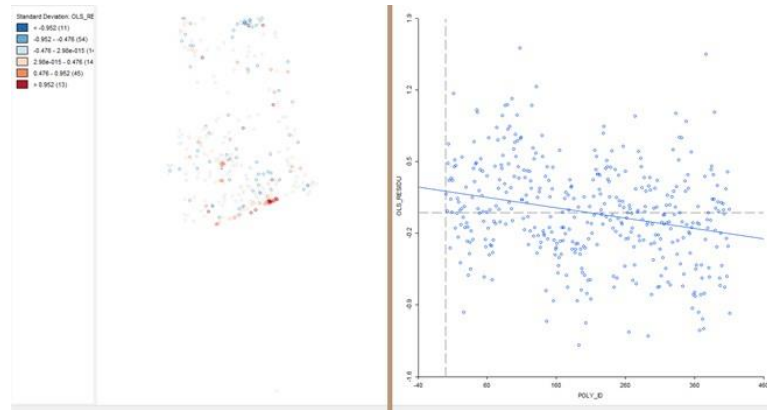 Standard Deviation: OLS_RE
< -0.952 (11)
-0.952 - -0.476 (54)
-0.476 - 2.98e-015 (14
2.98e-015 - 0.476 (14
0.476 - 0.952 (45)
> 0.952 (13)
1.9
1.2
0.5
-0.2
-0.9
-1.6
OLS_RESIDU
-40 60 160 260 360 460
POLY_ID